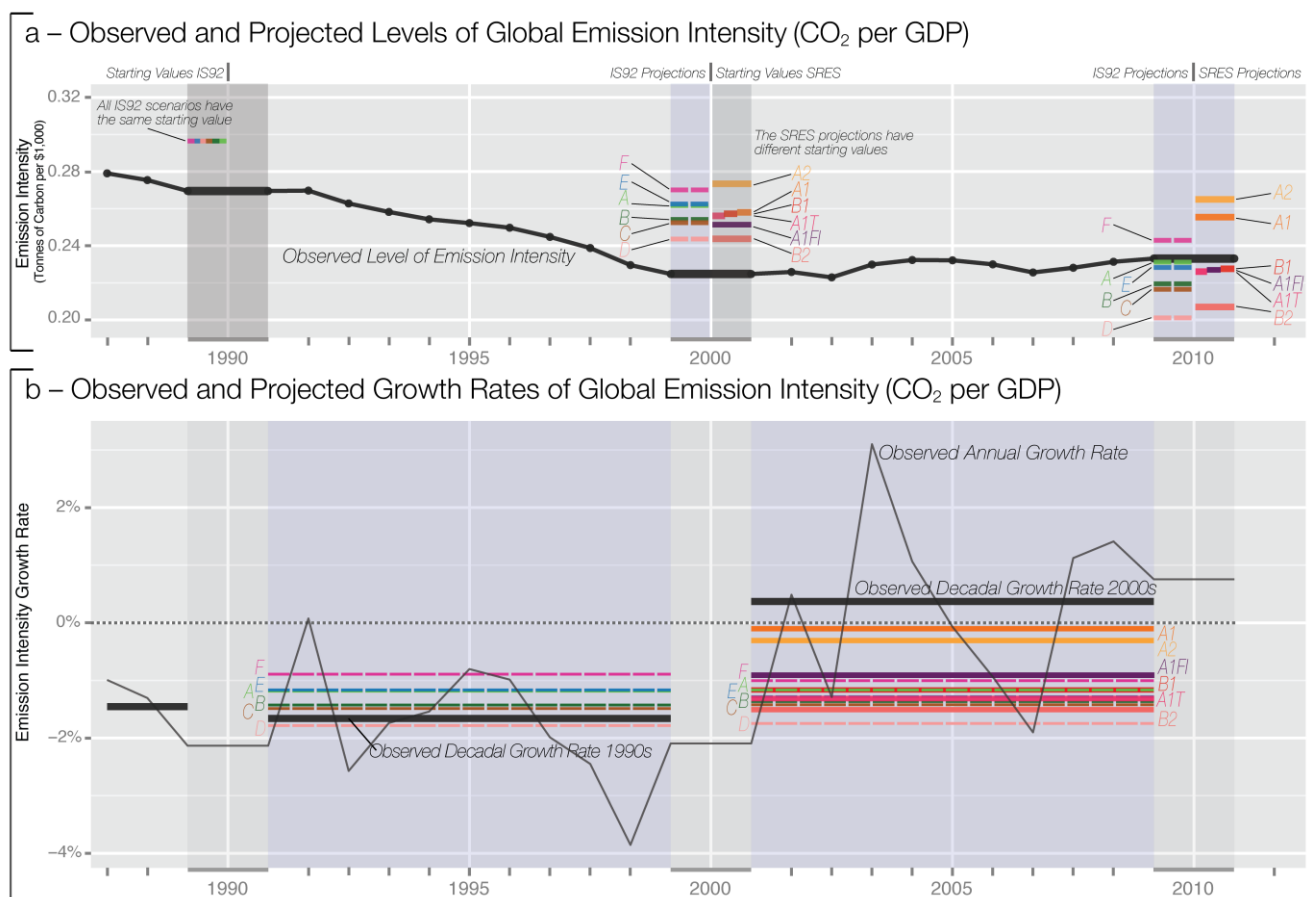 a – Observed and Projected Levels of Global Emission Intensity (CO₂ per GDP)
Starting Values IS92
IS92 Projections
Starting Values SRES
IS92 Projections
SRES Projections
Emission Intensity
(Tonnes of Carbon per $1,000)
0.32
0.28
0.24
0.20
All IS92 scenarios have
the same starting value
The SRES projections have
different starting values
Observed Level of Emission Intensity
F
E
A
B
C
D
A2
A1
B1
A1T
A1FI
B2
F
A
E
B
C
D
A2
A1
B1
A1FI
A1T
B2
1990
1995
2000
2005
2010
b – Observed and Projected Growth Rates of Global Emission Intensity (CO₂ per GDP)
Emission Intensity Growth Rate
2%
0%
−2%
−4%
Observed Annual Growth Rate
Observed Decadal Growth Rate 2000s
Observed Decadal Growth Rate 1990s
F
E
A
B
C
D
F
A
E
B
C
D
A1
A2
A1FI
B1
A1T
B2
1990
1995
2000
2005
2010